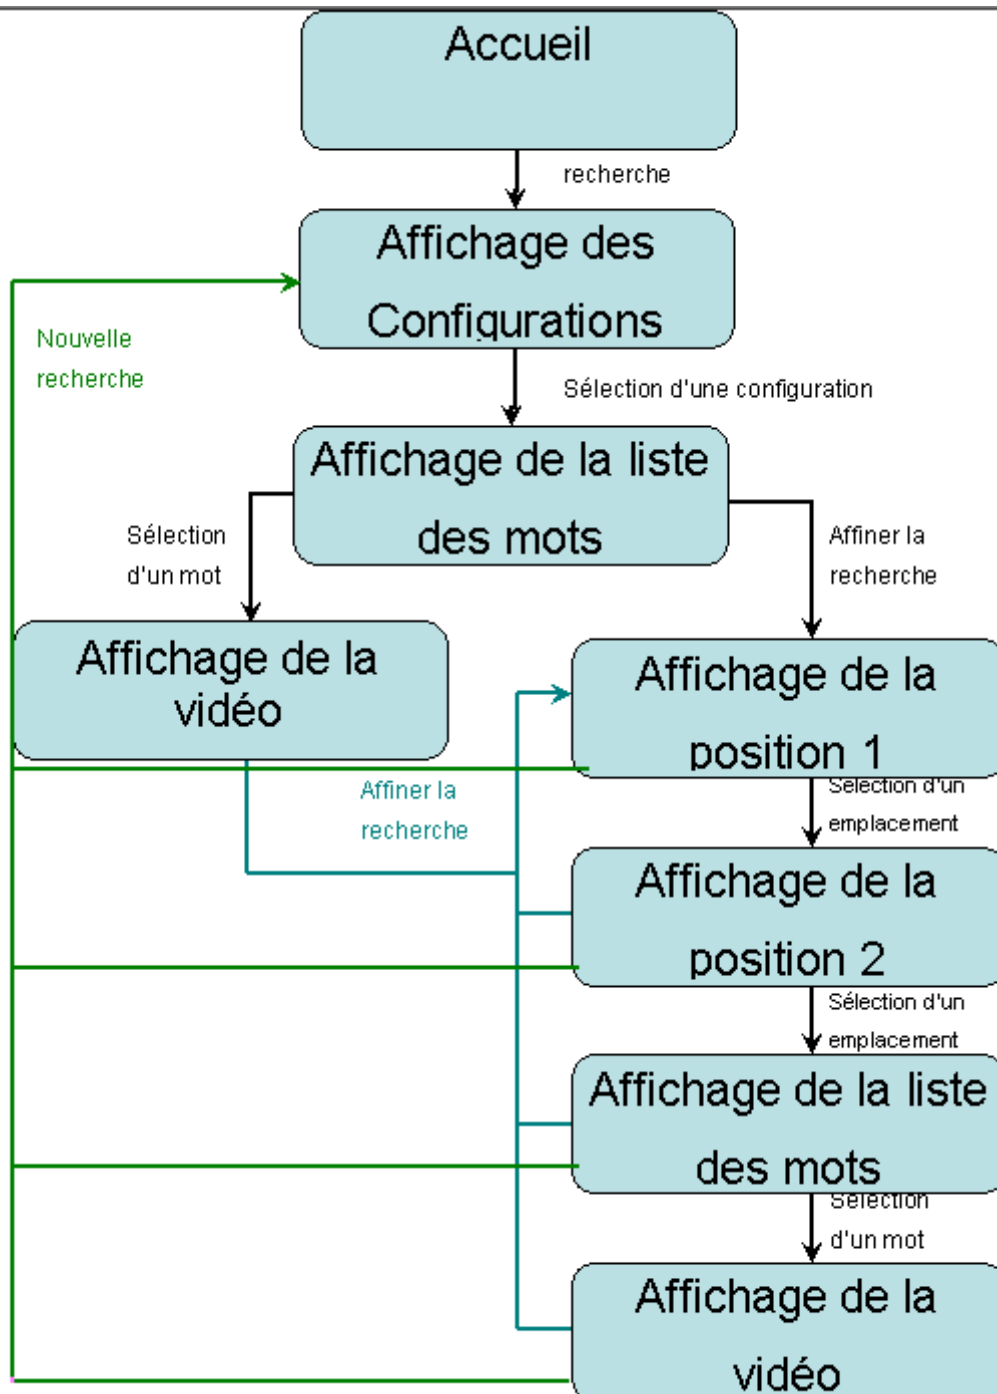 Accueil
recherche
Affichage des
Configurations
Nouvelle
recherche
Sélection d'une configuration
Affichage de la liste
des mots
Sélection
d'un mot
Affiner la
recherche
Affichage de la
vidéo
Affichage de la
position 1
Affiner la
recherche
Sélection d'un
emplacement
Affichage de la
position 2
Sélection d'un
emplacement
Affichage de la liste
des mots
Sélection
d'un mot
Affichage de la
vidéo